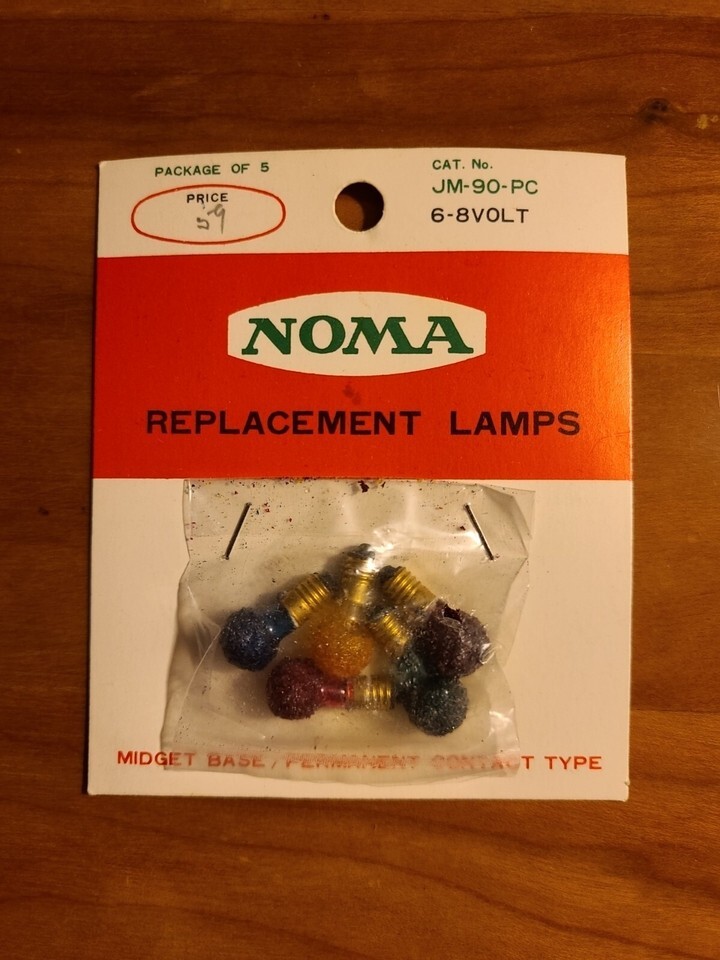 PACKAGE OF 5
PRICE
59
CAT. No.
JM-90-PC
6-8VOLT
NOMA
REPLACEMENT LAMPS
MIDGET BASE / PERMANENT CONTACT TYPE